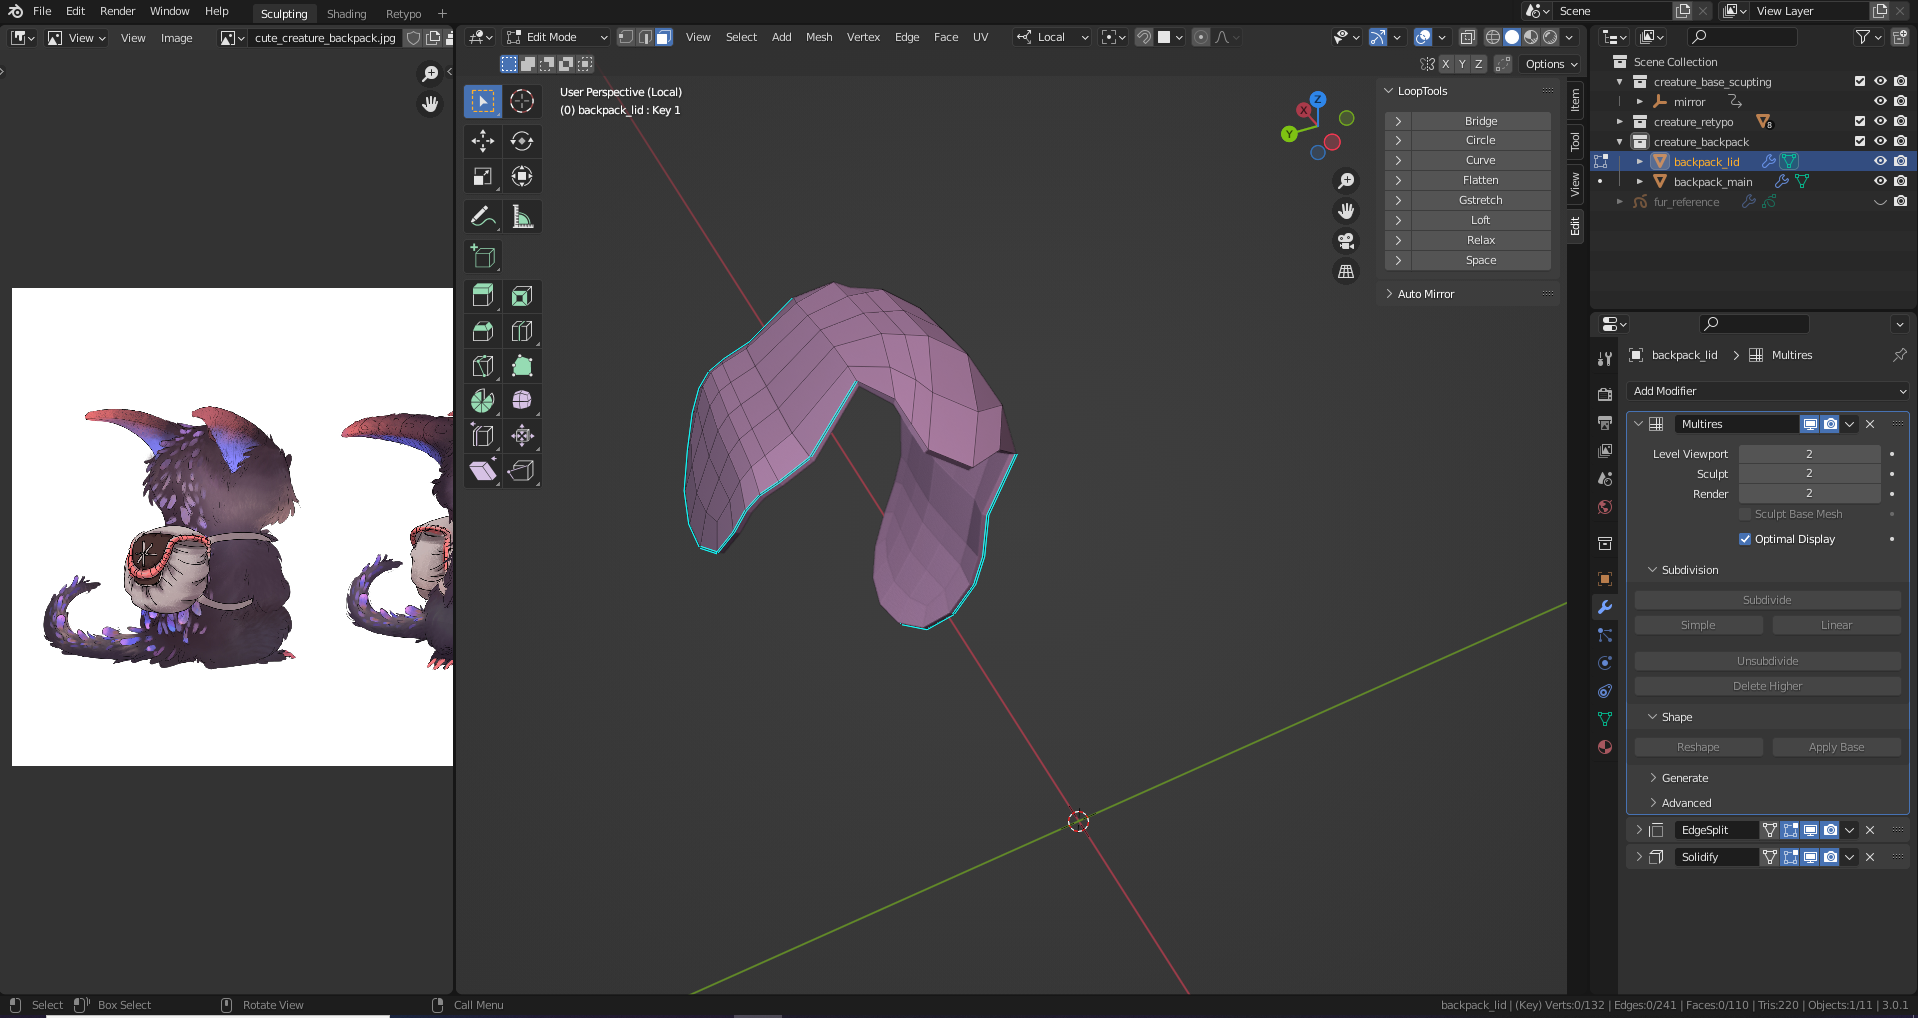 File Edit Render Window Help Sculpting Shading Retypo + Scene View Layer
View View Image cute_creature_backpack.jpg Edit Mode View Select Add Mesh Vertex Edge Face UV Local
X Y Z Options
User Perspective (Local)
(0) backpack_lid : Key 1
Z
X
Y
LoopTools
Bridge
Circle
Curve
Flatten
Gstretch
Loft
Relax
Space
Auto Mirror
Item
Tool
View
Edit
Scene Collection
creature_base_scupting
mirror
creature_retypo 8
creature_backpack
backpack_lid
backpack_main
fur_reference
backpack_lid Multires
Add Modifier
Multires
Level Viewport 2
Sculpt 2
Render 2
Sculpt Base Mesh
Optimal Display
Subdivision
Subdivide
Simple Linear
Unsubdivide
Delete Higher
Shape
Reshape Apply Base
Generate
Advanced
EdgeSplit
Solidify
Select Box Select Rotate View Call Menu backpack_lid | (Key) Verts:0/132 | Edges:0/241 | Faces:0/110 | Tris:220 | Objects:1/11 | 3.0.1